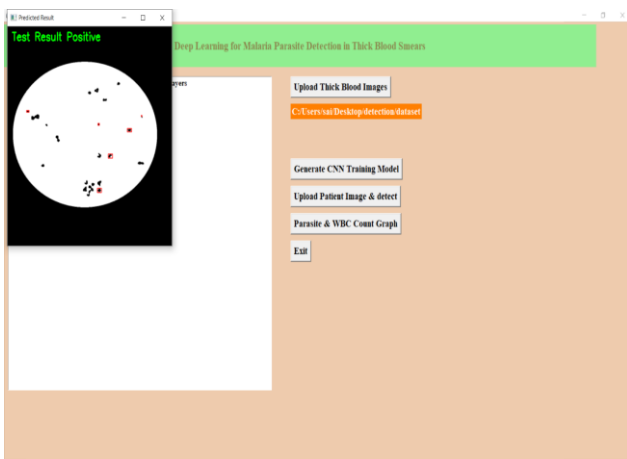 Predicted Result
Test Result Positive
Deep Learning for Malaria Parasite Detection in Thick Blood Smears
Upload Thick Blood Images
C:/Users/sai/Desktop/detection/dataset
Generate CNN Training Model
Upload Patient Image & detect
Parasite & WBC Count Graph
Exit